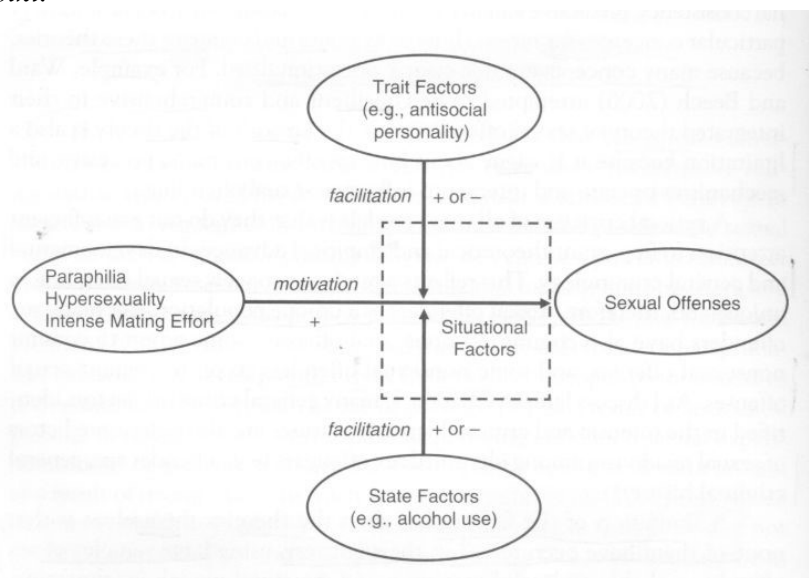 Trait Factors
(e.g., antisocial
personality)
facilitation + or –
Paraphilia
Hypersexuality
Intense Mating Effort
motivation
+
Situational
Factors
Sexual Offenses
facilitation + or –
State Factors
(e.g., alcohol use)